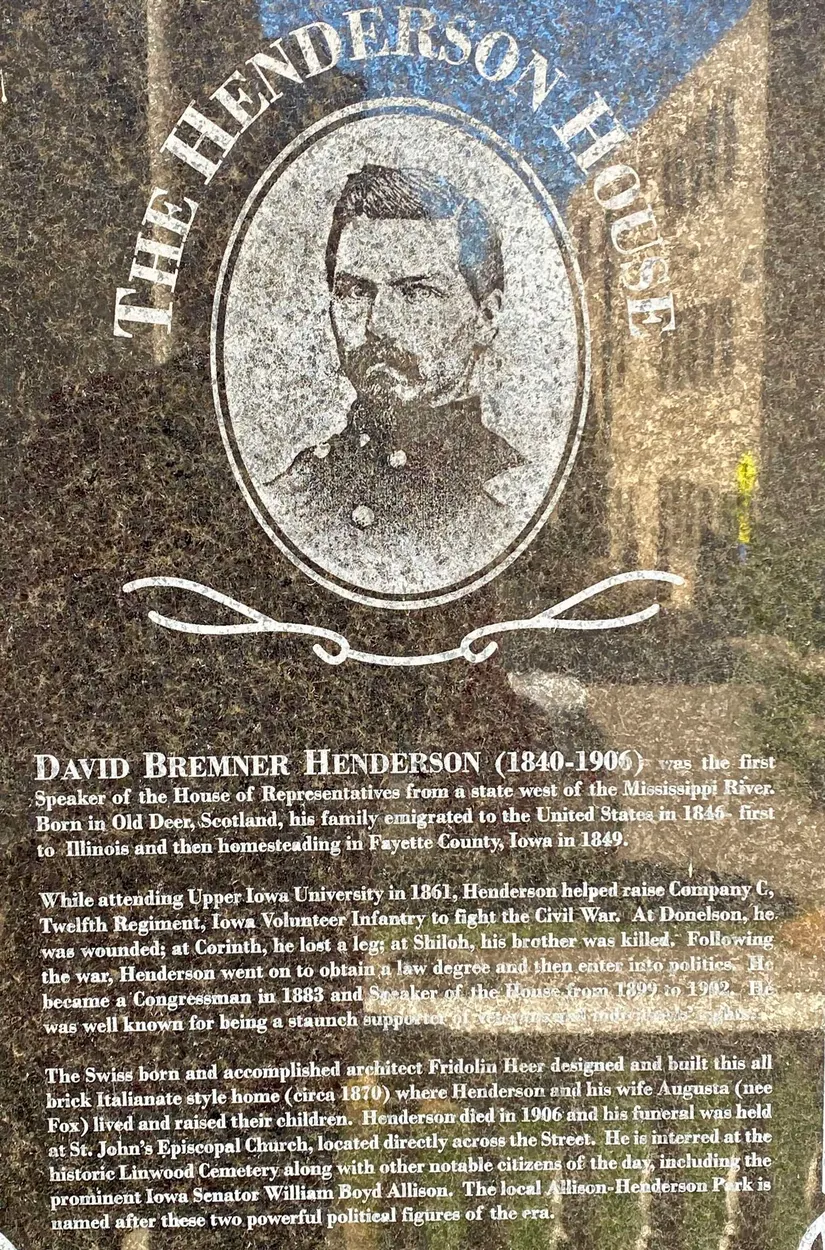 THE HENDERSON HOUSE
DAVID BREMNER HENDERSON (1840-1906) was the first
Speaker of the House of Representatives from a state west of the Mississippi River.
Born in Old Deer, Scotland, his family emigrated to the United States in 1846- first
to Illinois and then homesteading in Fayette County, Iowa in 1849.
While attending Upper Iowa University in 1861, Henderson helped raise Company C,
Twelfth Regiment, Iowa Volunteer Infantry to fight the Civil War. At Donelson, he
was wounded; at Corinth, he lost a leg; at Shiloh, his brother was killed. Following
the war, Henderson went on to obtain a law degree and then enter into politics. He
became a Congressman in 1883 and Speaker of the House from 1899 to 1902. He
was well known for being a staunch supporter of rights.
The Swiss born and accomplished architect Fridolin Heer designed and built this all
brick Italianate style home (circa 1870) where Henderson and his wife Augusta (nee
Fox) lived and raised their children. Henderson died in 1906 and his funeral was held
at St. John's Episcopal Church, located directly across the Street. He is interred at the
historic Linwood Cemetery along with other notable citizens of the day, including the
prominent Iowa Senator William Boyd Allison. The local Allison-Henderson Park is
named after these two powerful political figures of the era.